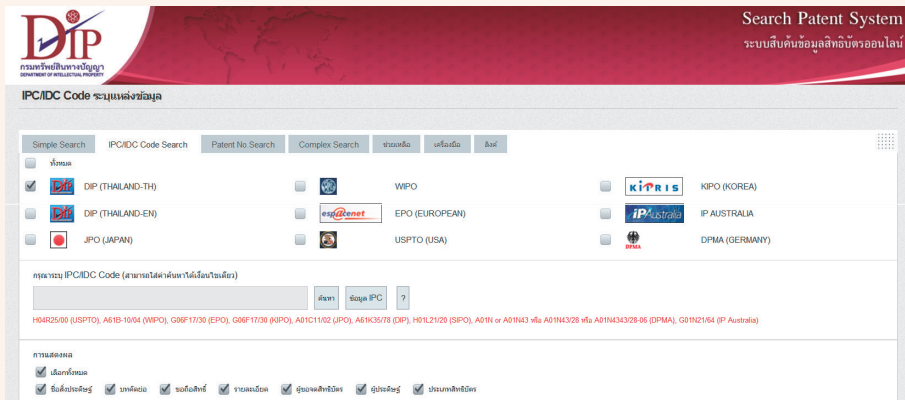 Search Patent System
ระบบสืบค้นข้อมูลสิทธิบัตรออนไลน์
DIP
กรมทรัพย์สินทางปัญญา
DEPARTMENT OF INTELLECTUAL PROPERTY
IPC/IDC Code ระบุแหล่งข้อมูล
Simple Search IPC/IDC Code Search Patent No.Search Complex Search ช่วยเหลือ เครื่องมือ ลิงค์
ทั้งหมด
DIP DIP (THAILAND-TH) WIPO KIPRIS KIPO (KOREA)
DIP DIP (THAILAND-EN) esp@cenet EPO (EUROPEAN) IPAustralia IP AUSTRALIA
JPO (JAPAN) USPTO (USA) DPMA DPMA (GERMANY)
กรุณาระบุ IPC/IDC Code (สามารถใส่คำค้นหาได้เงื่อนไขเดียว)
ค้นหา ข้อมูล IPC ?
H04R25/00 (USPTO), A61B-10/04 (WIPO), G06F17/30 (EPO), G06F17/30 (KIPO), A01C11/02 (JPO), A61K35/78 (DIP), H01L21/20 (SIPO), A01N or A01N43 หรือ A01N43/28 หรือ A01N4343/28-06 (DPMA), G01N21/64 (IP Australia)
การแสดงผล
เลือกทั้งหมด
ชื่อสิ่งประดิษฐ์ บทคัดย่อ ขอถือสิทธิ์ รายละเอียด ผู้ขอจดสิทธิบัตร ผู้ประดิษฐ์ ประเภทสิทธิบัตร